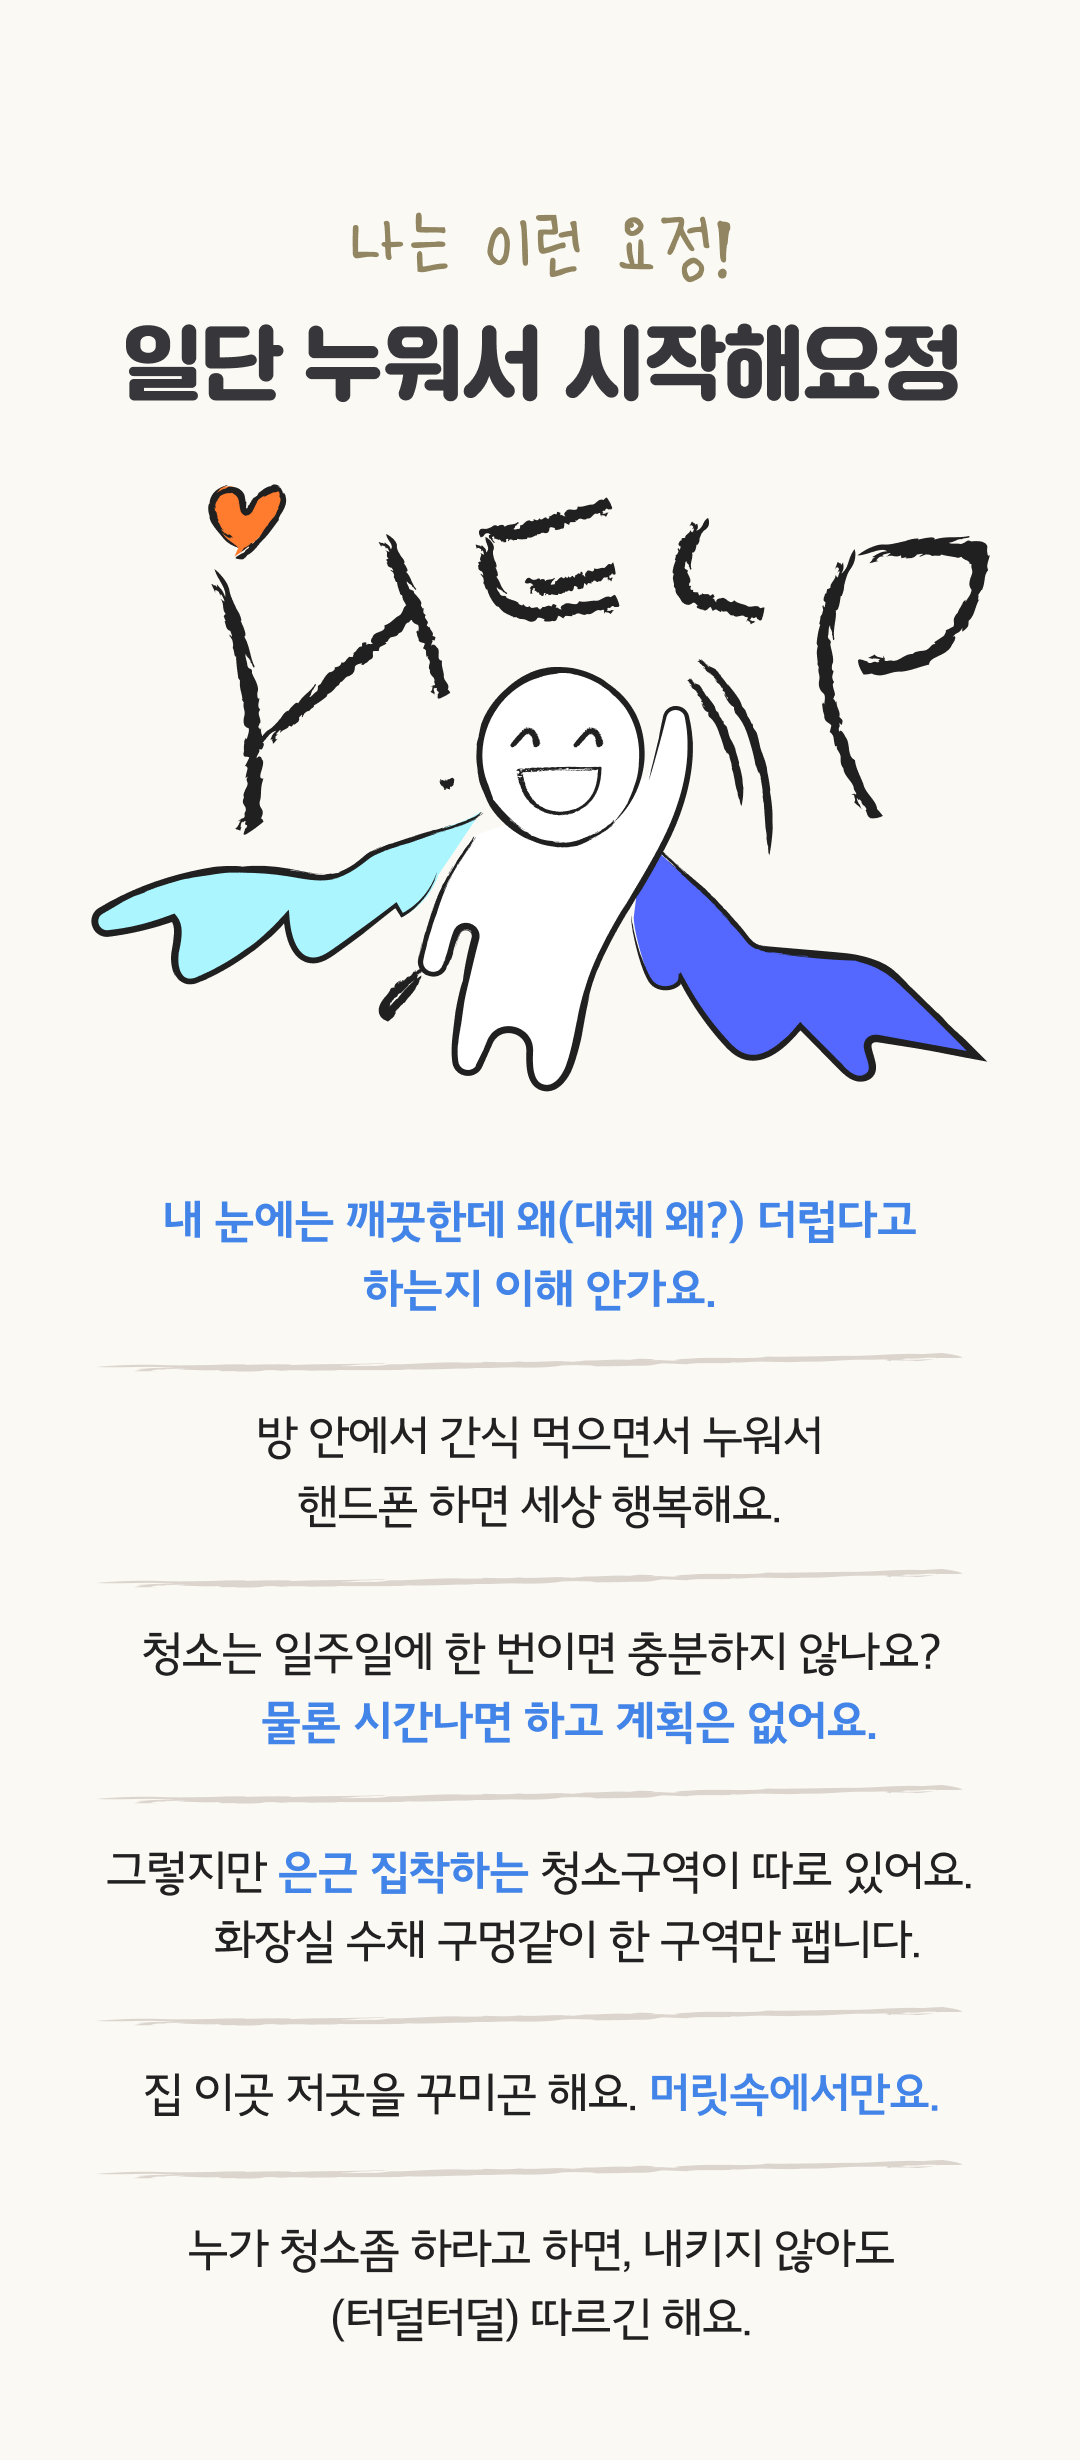 나는 이런 요정!
일단 누워서 시작해요정
HELP
내 눈에는 깨끗한데 왜(대체 왜?) 더럽다고
하는지 이해 안가요.
방 안에서 간식 먹으면서 누워서
핸드폰 하면 세상 행복해요.
청소는 일주일에 한 번이면 충분하지 않나요?
물론 시간나면 하고 계획은 없어요.
그렇지만 은근 집착하는 청소구역이 따로 있어요.
화장실 수채 구멍같이 한 구역만 팹니다.
집 이곳 저곳을 꾸미곤 해요. 머릿속에서만요.
누가 청소좀 하라고 하면, 내키지 않아도
(터덜터덜) 따르긴 해요.